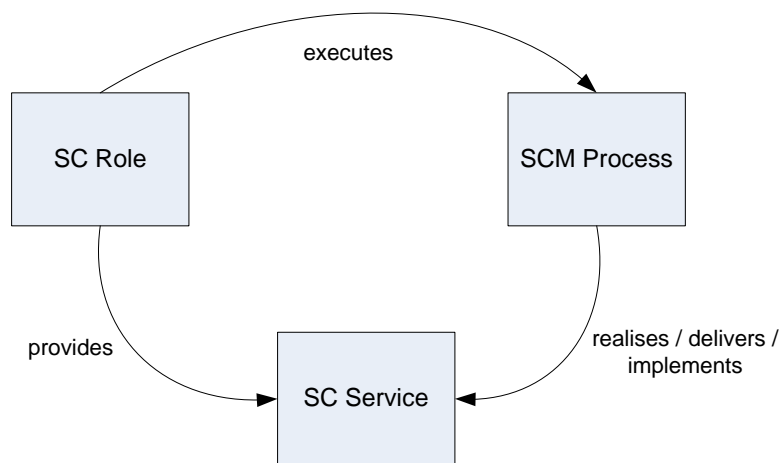 executes
SC Role
SCM Process
provides
realises / delivers /
implements
SC Service